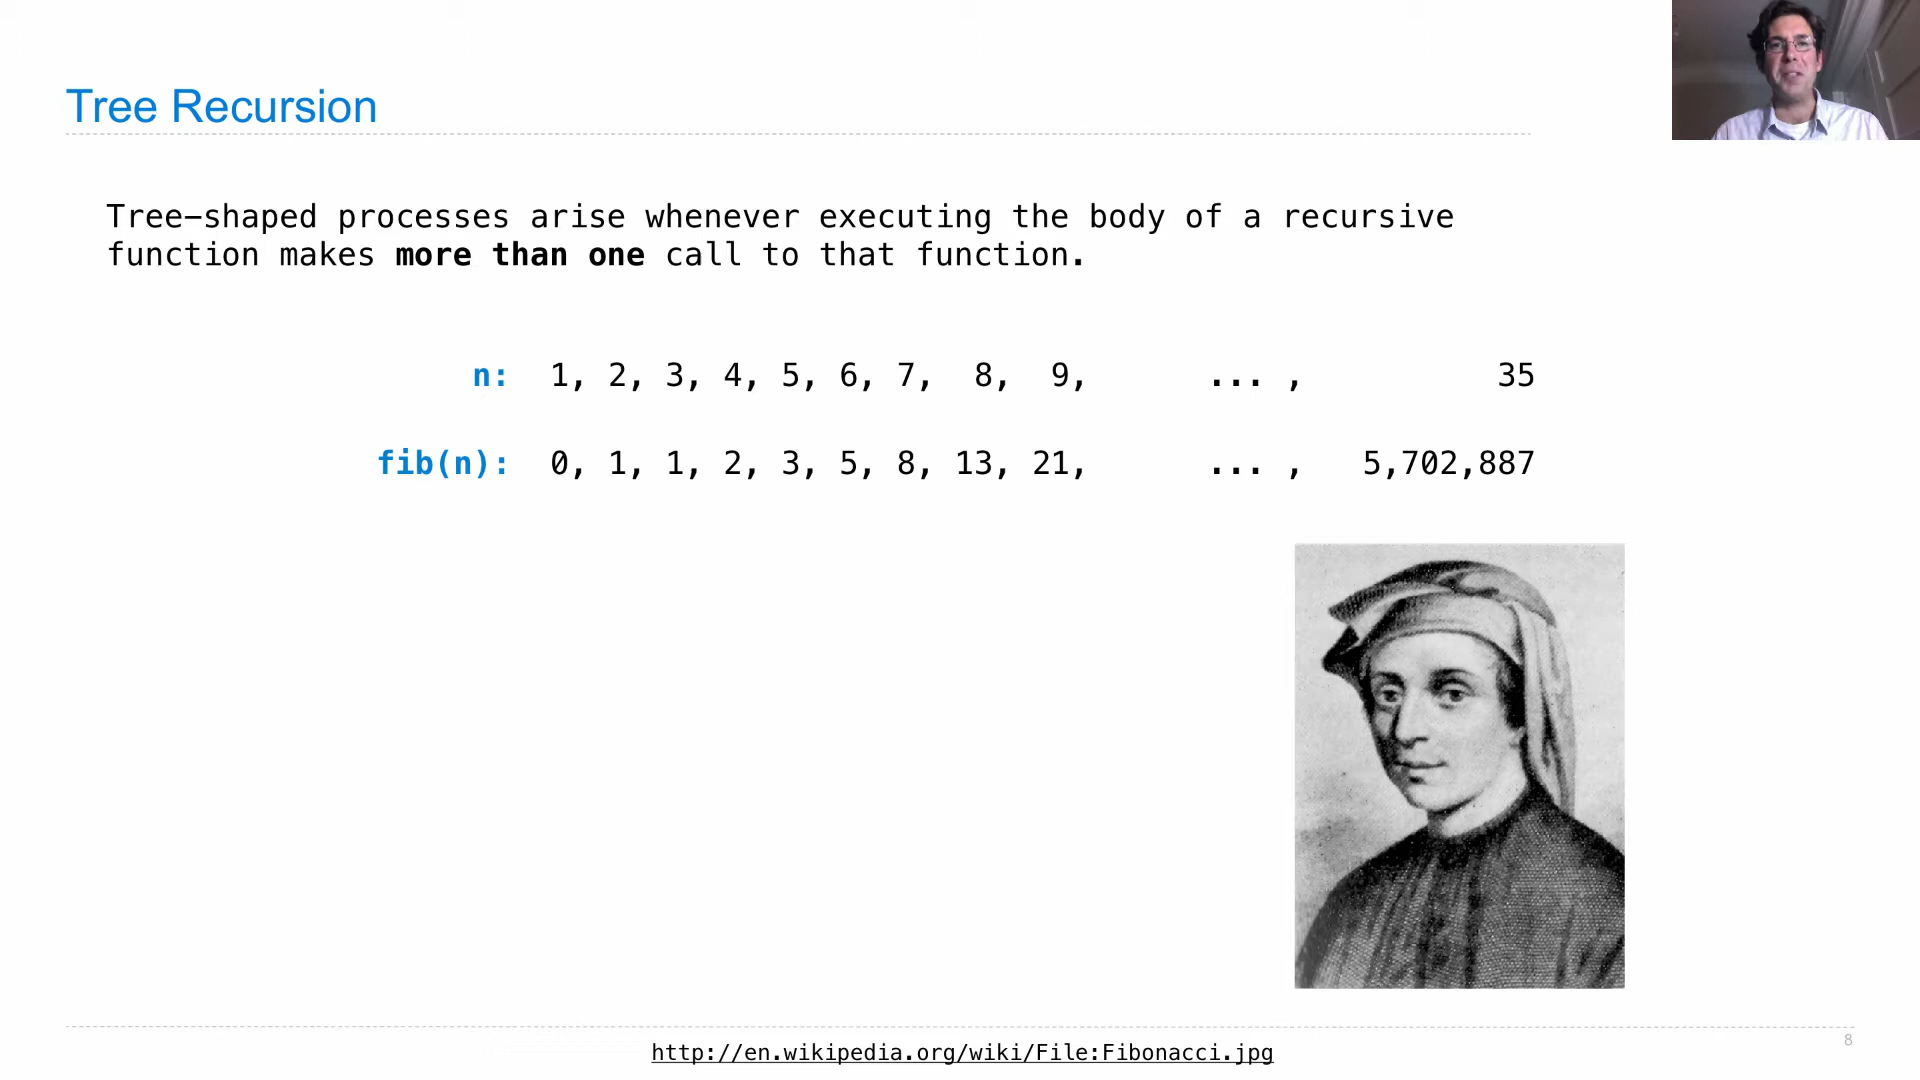 Tree Recursion
Tree-shaped processes arise whenever executing the body of a recursive
function makes more than one call to that function.
n: 1, 2, 3, 4, 5, 6, 7, 8, 9, ... , 35
fib(n): 0, 1, 1, 2, 3, 5, 8, 13, 21, ... , 5,702,887
http://en.wikipedia.org/wiki/File:Fibonacci.jpg
8